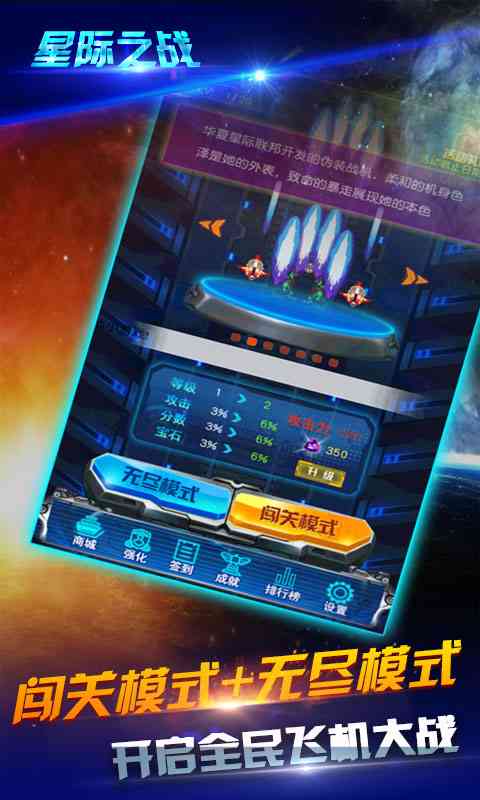 星际之战
华夏星际联邦开发的伪装战机，柔和的机身色
泽是她的外表，致命的暴走展现她的本色
等级 1 2
攻击 3% 6%
分数 3% 6%
宝石 3% 6%
攻击力
350
升级
无尽模式
闯关模式
商城
强化
签到
成就
排行榜
设置
闯关模式+无尽模式
开启全民飞机大战